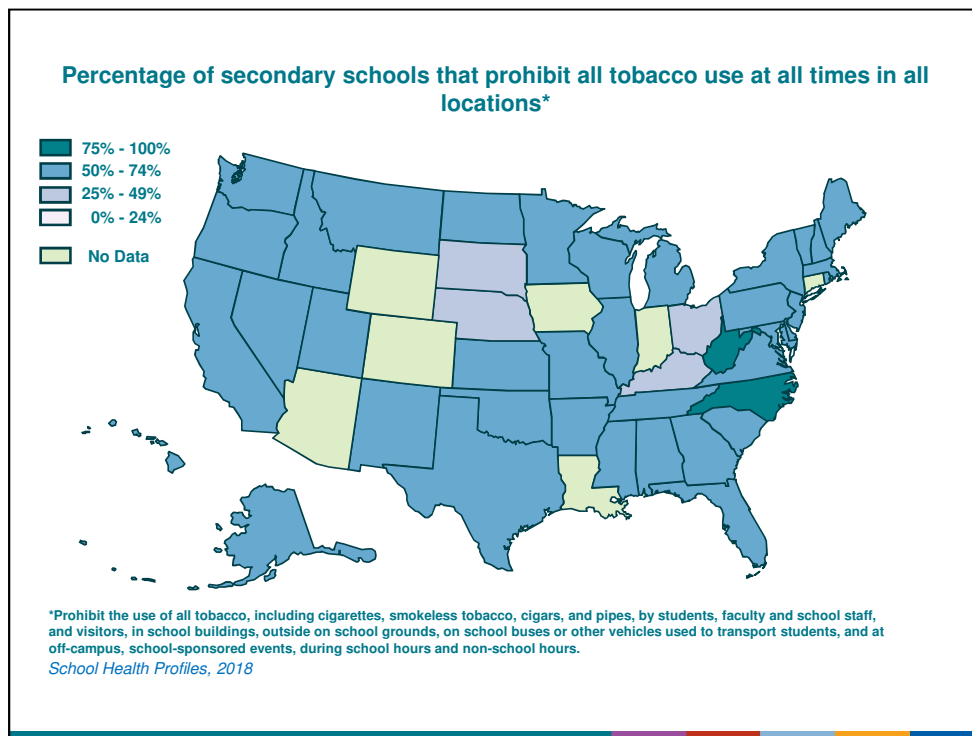 Percentage of secondary schools that prohibit all tobacco use at all times in all
locations*
75% - 100%
50% - 74%
25% - 49%
0% - 24%
No Data
*Prohibit the use of all tobacco, including cigarettes, smokeless tobacco, cigars, and pipes, by students, faculty and school staff,
and visitors, in school buildings, outside on school grounds, on school buses or other vehicles used to transport students, and at
off-campus, school-sponsored events, during school hours and non-school hours.
School Health Profiles, 2018